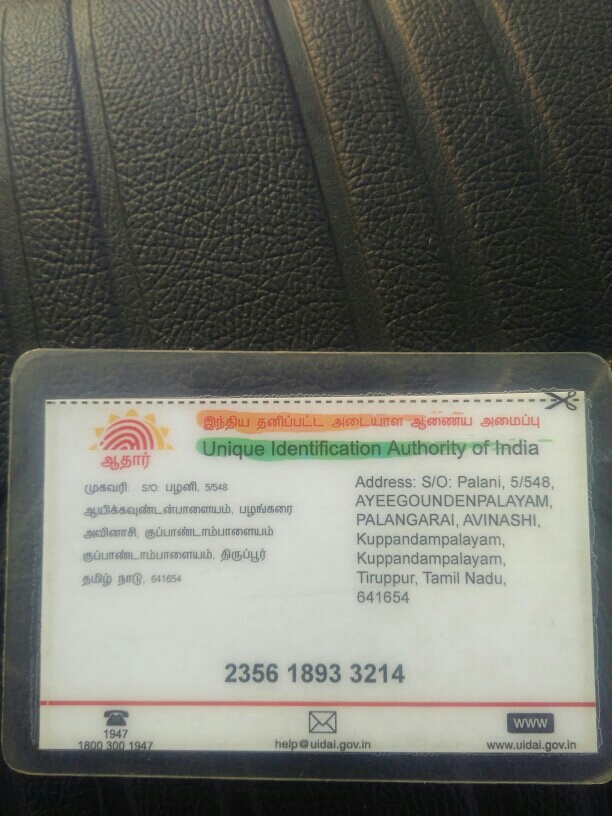 இந்திய தனிப்பட்ட அடையாள ஆணைய அமைப்பு
Unique Identification Authority of India
ஆதார்
முகவரி: S/O: பழனி, 5/548
ஆயிக்கவுண்டன்பாளையம், பழங்கரை
அவினாசி, குப்பாண்டாம்பாளையம்
குப்பாண்டாம்பாளையம், திருப்பூர்
தமிழ் நாடு, 641654
Address: S/O: Palani, 5/548,
AYEEGOUNDENPALAYAM,
PALANGARAI, AVINASHI,
Kuppandampalayam,
Kuppandampalayam,
Tiruppur, Tamil Nadu,
641654
2356 1893 3214
1947
1800 300 1947
help@uidai.gov.in
www
www.uidai.gov.in